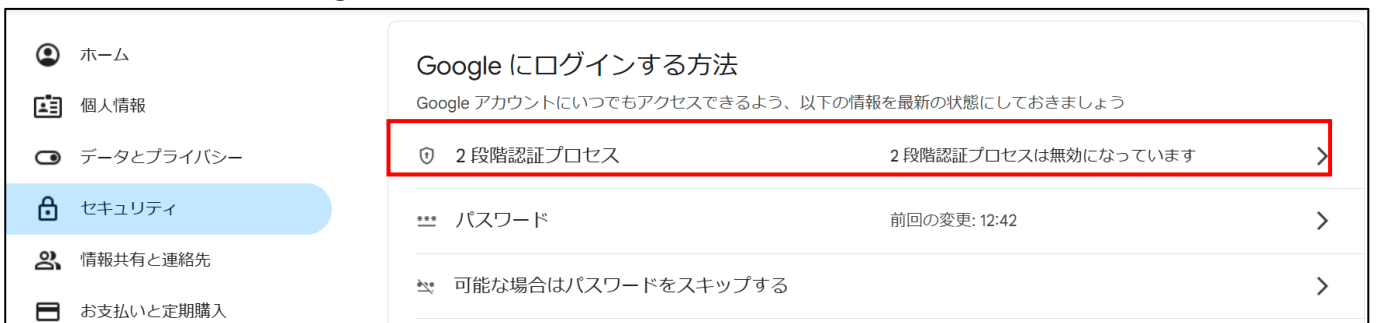 ホーム
個人情報
データとプライバシー
セキュリティ
情報共有と連絡先
お支払いと定期購入
Google にログインする方法
Google アカウントにいつでもアクセスできるよう、以下の情報を最新の状態にしておきましょう
2 段階認証プロセス 2 段階認証プロセスは無効になっています
パスワード 前回の変更: 12:42
可能な場合はパスワードをスキップする